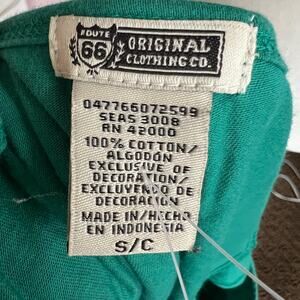 ROUTE
66
ORIGINAL
CLOTHING CO.
047766072599
SEAS 3008
RN 42000
100% COTTON/
ALGODÓN
EXCLUSIVE OF
DECORATION/
EXCLUYENDO DE
DECORACIÓN
MADE IN/HECHO
EN INDONESIA
S/C